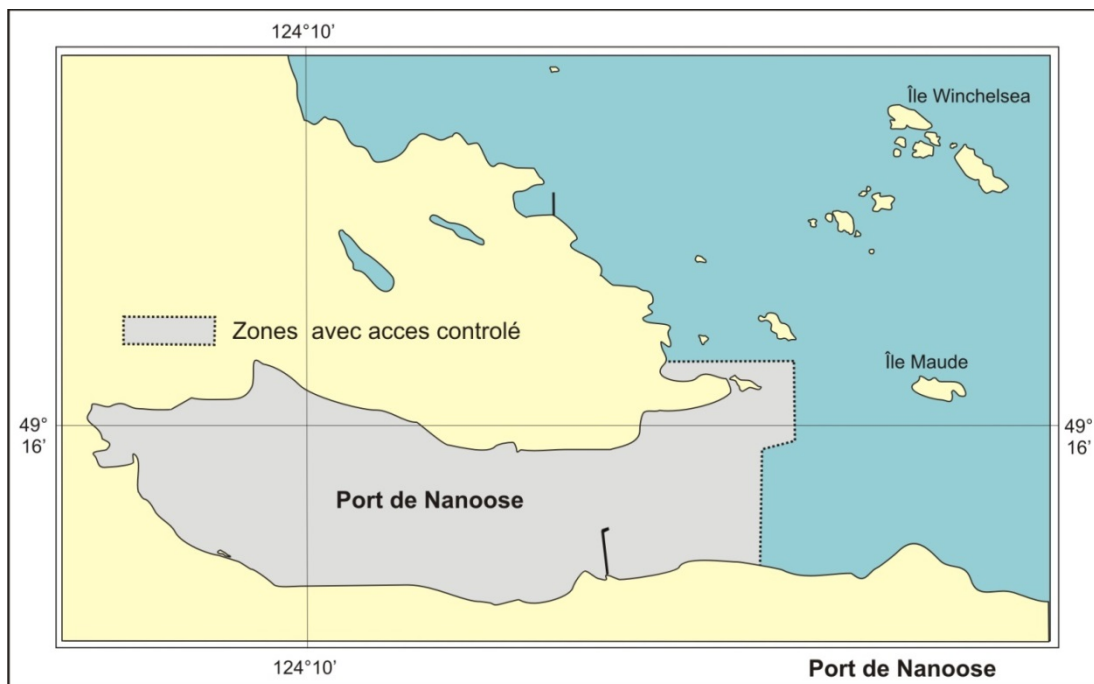 124°10’
Île Winchelsea
Zones avec acces controlé
Île Maude
49°
16’
49°
16’
Port de Nanoose
124°10’
Port de Nanoose